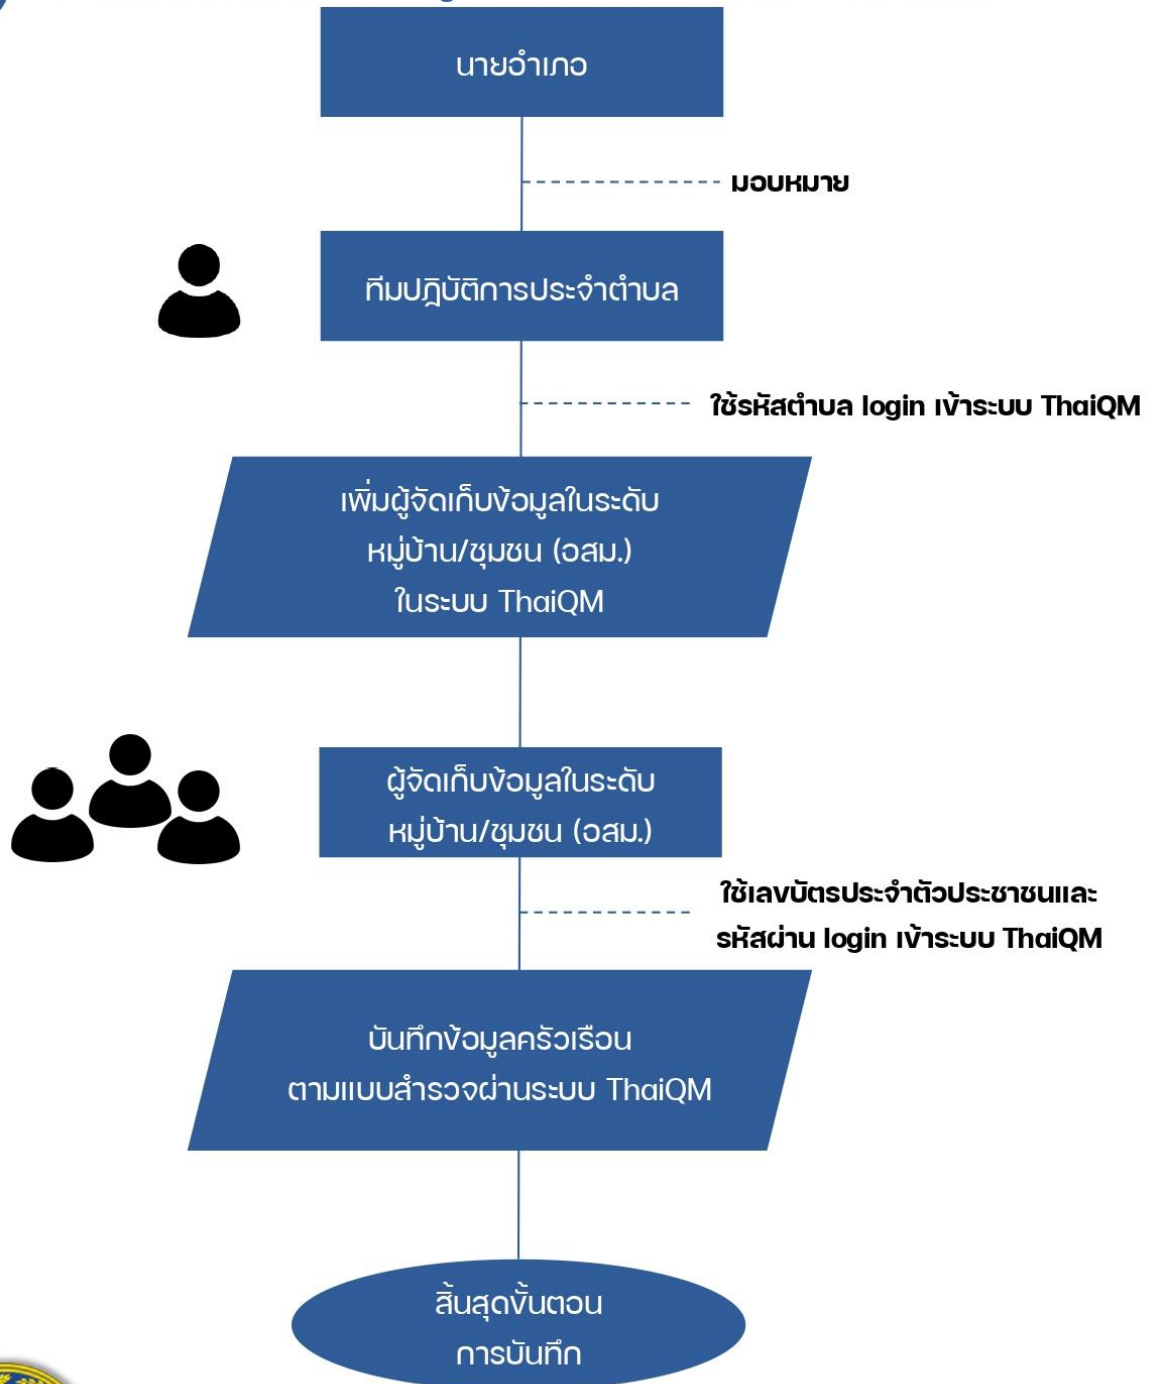 นายอำเภอ
มอบหมาย
ทีมปฎิบัติการประจำตำบล
ใช้รหัสตำบล login เข้าระบบ ThaiQM
เพิ่มผู้จัดเก็บข้อมูลในระดับ
หมู่บ้าน/ชุมชน (อสม.)
ในระบบ ThaiQM
ผู้จัดเก็บข้อมูลในระดับ
หมู่บ้าน/ชุมชน (อสม.)
ใช้เลขบัตรประจำตัวประชาชนและ
รหัสผ่าน login เข้าระบบ ThaiQM
บันทึกข้อมูลครัวเรือน
ตามแบบสำรวจผ่านระบบ ThaiQM
สิ้นสุดขั้นตอน
การบันทึก